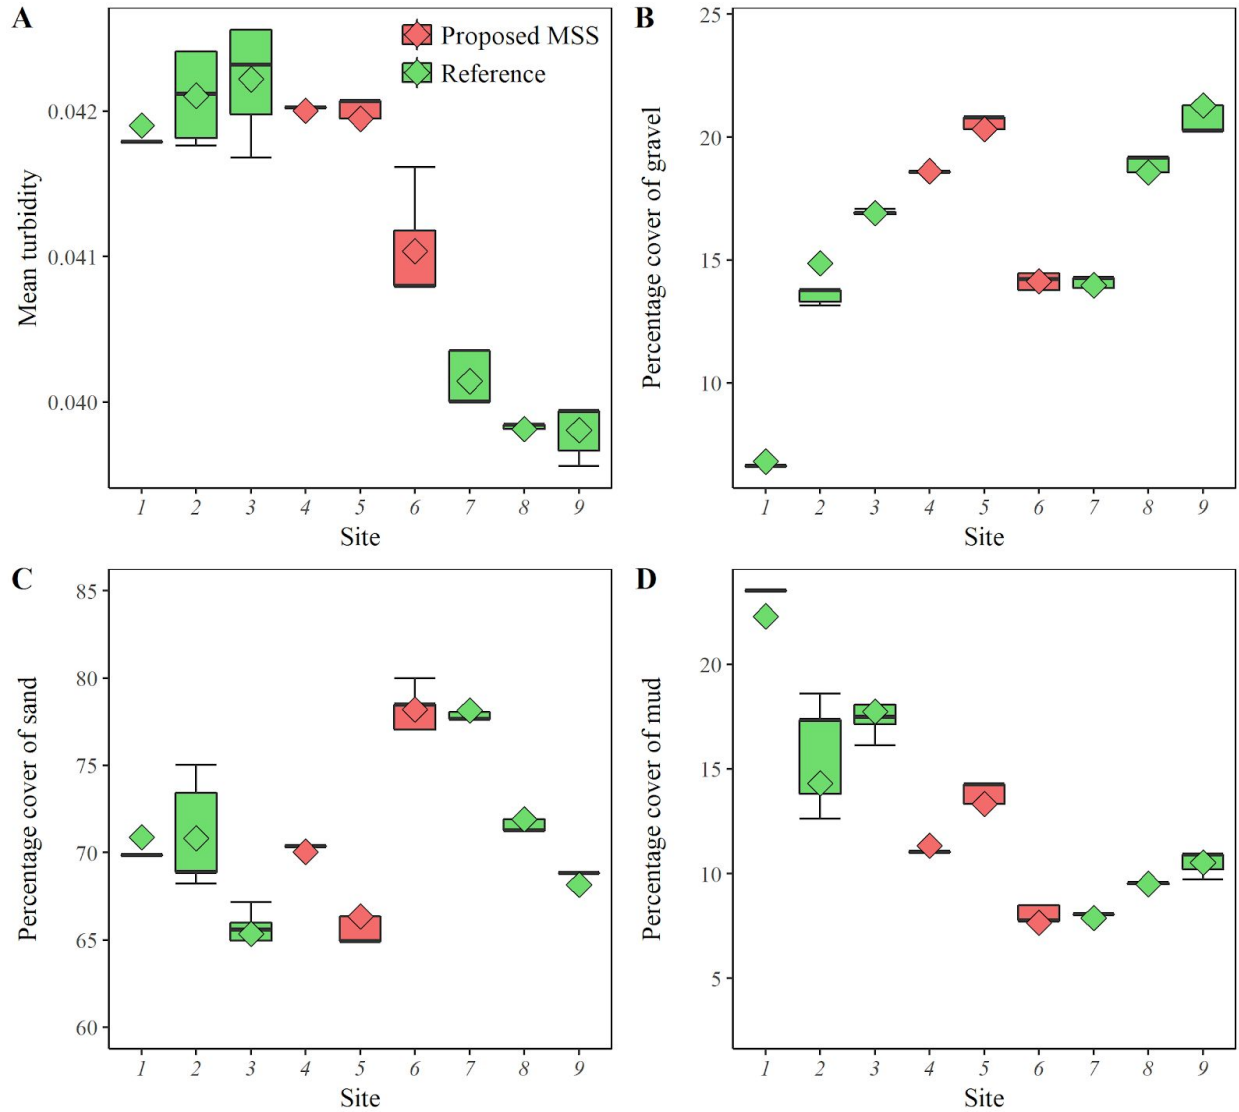 A
Proposed MSS
Reference
Mean turbidity
0.042
0.041
0.040
1 2 3 4 5 6 7 8 9
Site
B
Percentage cover of gravel
25
20
15
10
1 2 3 4 5 6 7 8 9
Site
C
Percentage cover of sand
85
80
75
70
65
60
1 2 3 4 5 6 7 8 9
Site
D
Percentage cover of mud
20
15
10
5
1 2 3 4 5 6 7 8 9
Site